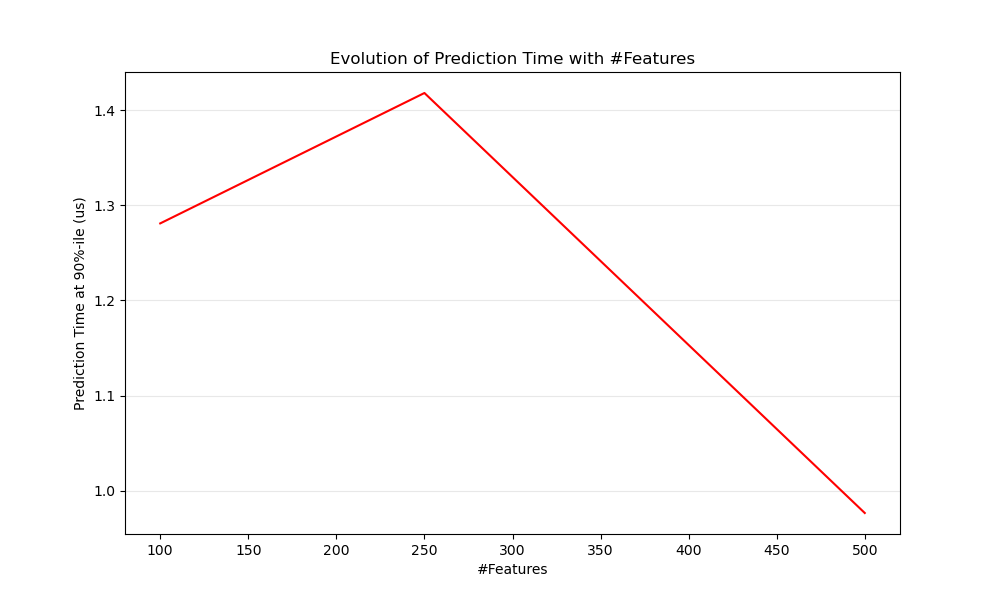 Evolution of Prediction Time with #Features
Prediction Time at 90%-ile (us)
1.4
1.3
1.2
1.1
1.0
100 150 200 250 300 350 400 450 500
#Features